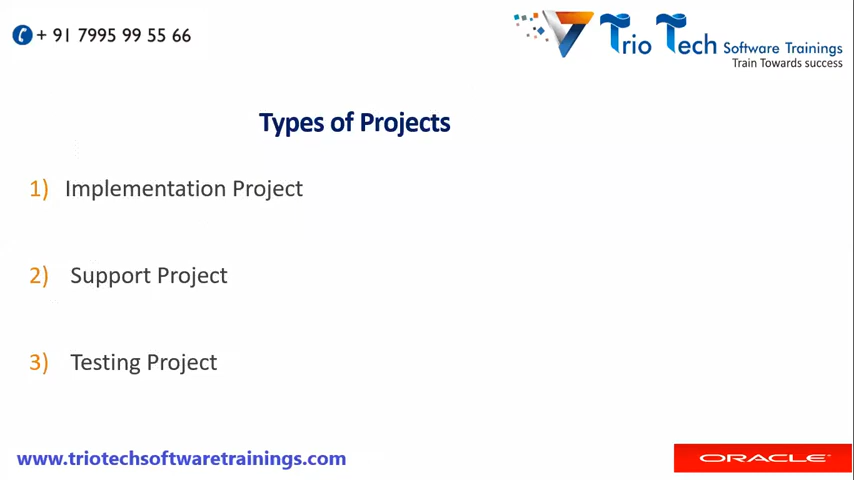 + 91 7995 99 55 66
Trio Tech Software Trainings
Train Towards success
Types of Projects
1) Implementation Project
2) Support Project
3) Testing Project
www.triotechsoftwaretrainings.com
ORACLE